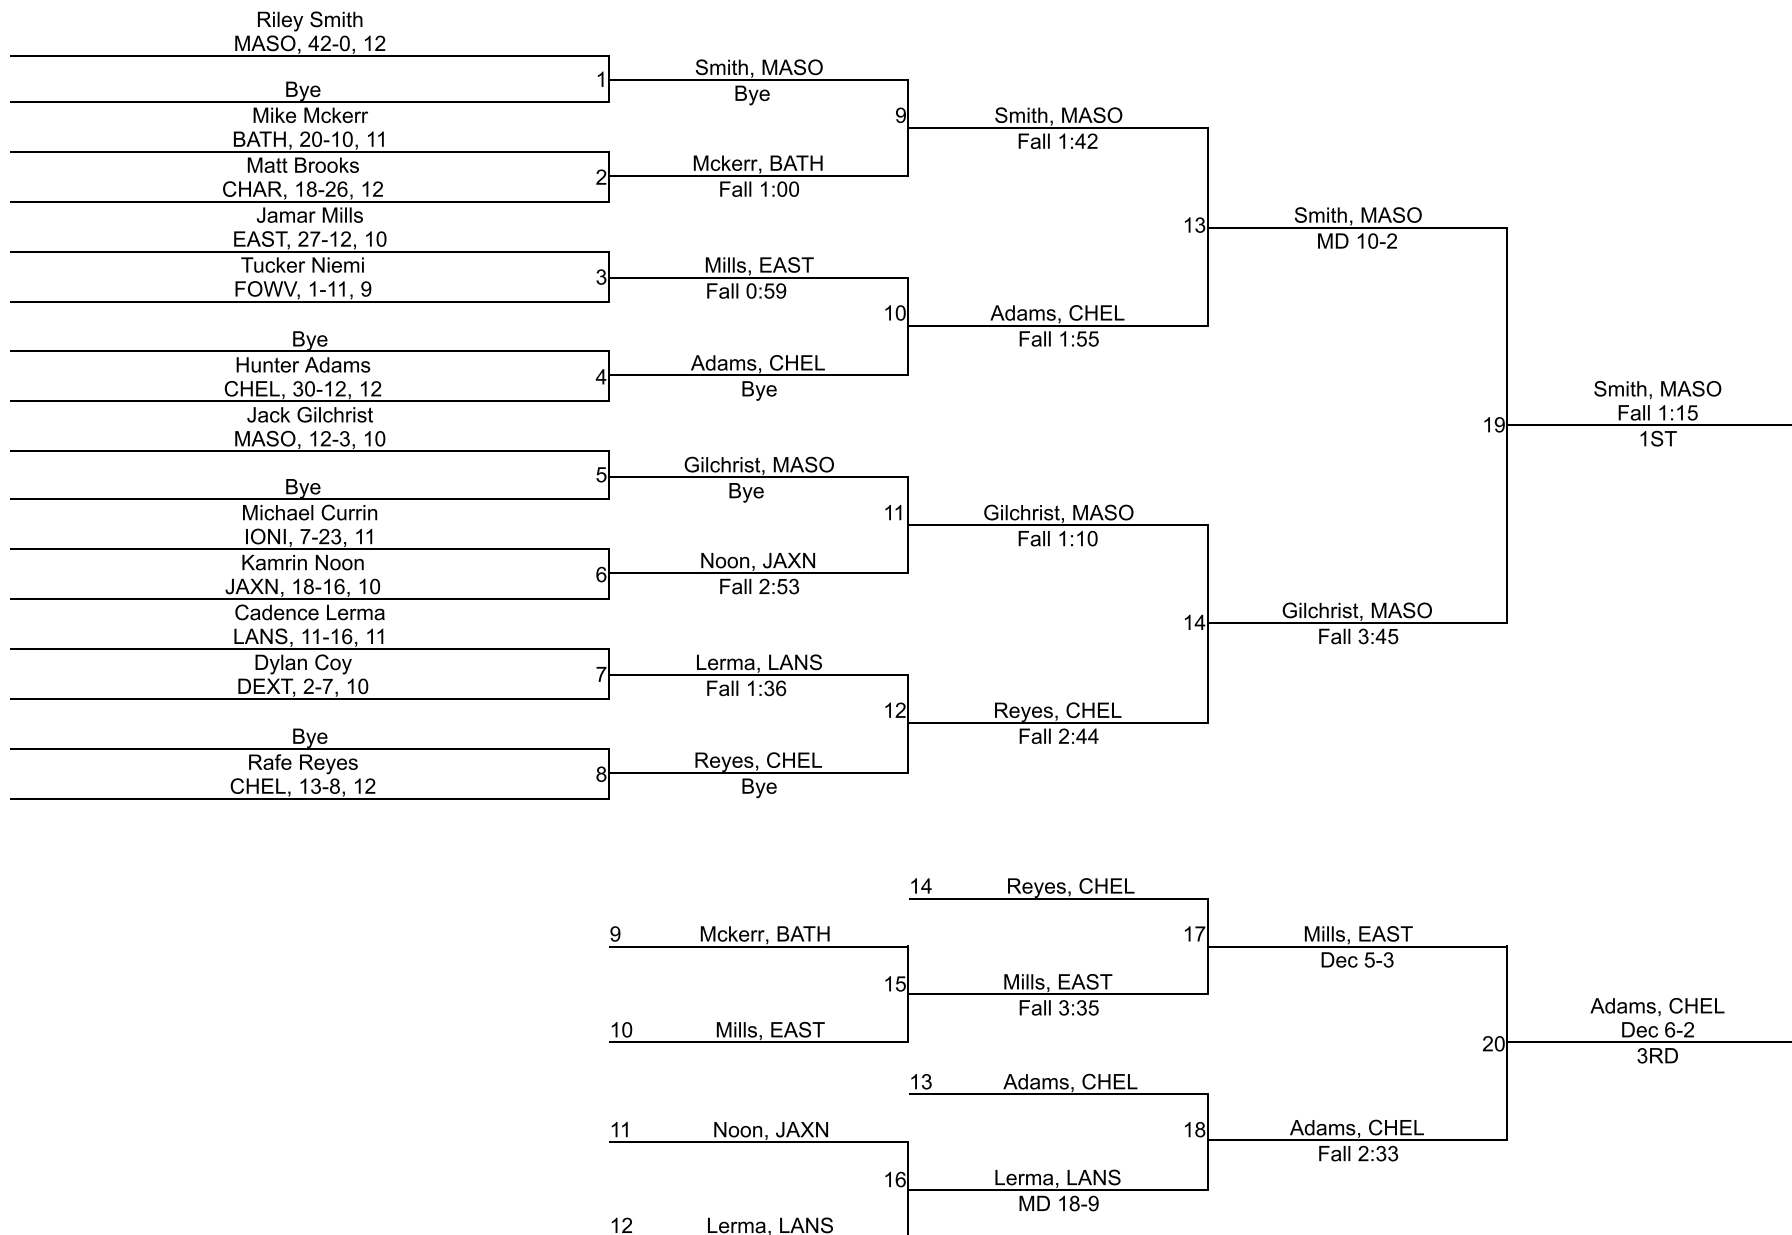 Riley Smith
MASO, 42-0, 12
Bye
1
Mike Mckerr
BATH, 20-10, 11
Matt Brooks
CHAR, 18-26, 12
2
Jamar Mills
EAST, 27-12, 10
Tucker Niemi
FOWV, 1-11, 9
3
Bye
Hunter Adams
CHEL, 30-12, 12
4
Jack Gilchrist
MASO, 12-3, 10
Bye
5
Michael Currin
IONI, 7-23, 11
Kamrin Noon
JAXN, 18-16, 10
6
Cadence Lerma
LANS, 11-16, 11
Dylan Coy
DEXT, 2-7, 10
7
Bye
Rafe Reyes
CHEL, 13-8, 12
8
Smith, MASO
Bye
9
Mckerr, BATH
Fall 1:00
Mills, EAST
Fall 0:59
10
Adams, CHEL
Bye
Gilchrist, MASO
Bye
11
Noon, JAXN
Fall 2:53
Lerma, LANS
Fall 1:36
12
Reyes, CHEL
Bye
Smith, MASO
Fall 1:42
13
Adams, CHEL
Fall 1:55
Gilchrist, MASO
Fall 1:10
14
Reyes, CHEL
Fall 2:44
Smith, MASO
MD 10-2
19
Gilchrist, MASO
Fall 3:45
Smith, MASO
Fall 1:15
1ST
14 Reyes, CHEL
9 Mckerr, BATH
17
15
Mills, EAST
Fall 3:35
10 Mills, EAST
Mills, EAST
Dec 5-3
13 Adams, CHEL
11 Noon, JAXN
18
16
Lerma, LANS
MD 18-9
12 Lerma, LANS
Adams, CHEL
Fall 2:33
20
Adams, CHEL
Dec 6-2
3RD